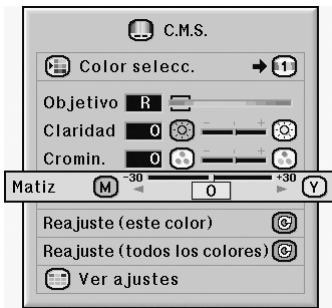 C.M.S.
Color selecc. 1
Objetivo R
Claridad 0 - +
Cromin. 0 - +
Matiz M -30 0 +30 Y
Reajuste (este color)
Reajuste (todos los colores)
Ver ajustes